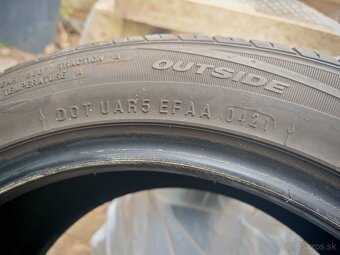 TRACTION A
TEMPERATURE A
OUTSIDE
DOT UAR5 EFAA 0421
Bazos.sk